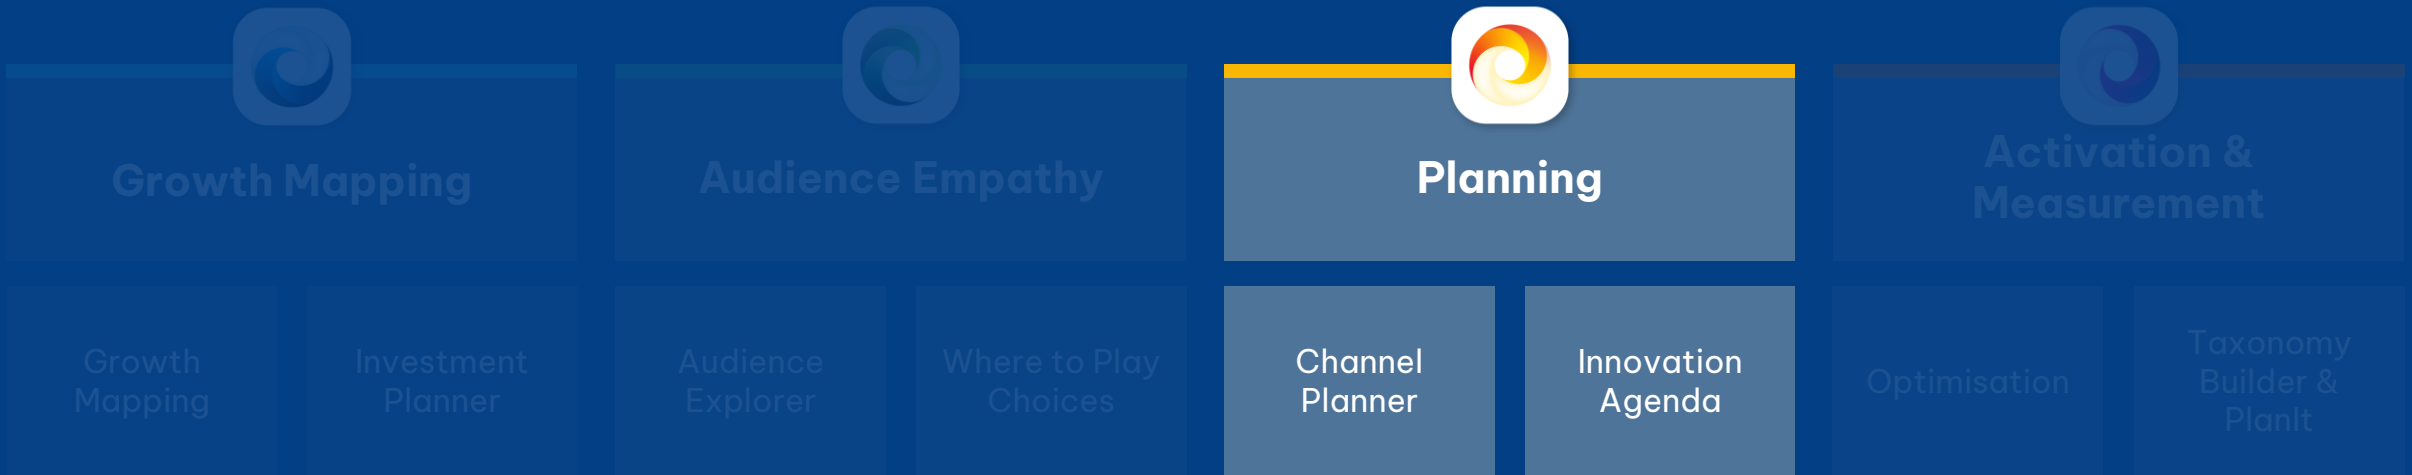 Growth Mapping
Audience Empathy
Planning
Activation &
Measurement
Growth
Mapping
Investment
Planner
Audience
Explorer
Where to Play
Choices
Channel
Planner
Innovation
Agenda
Optimisation
Taxonomy
Builder &
PlanIt